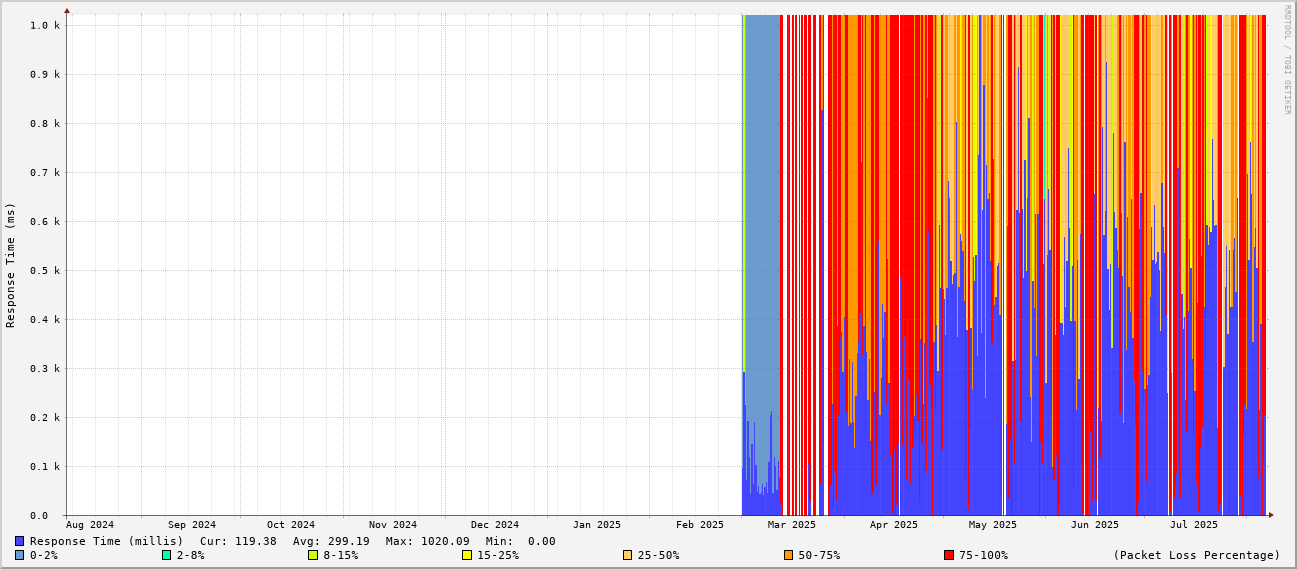 RRDTOOL / TOBI OETIKER
Response Time (ms)
1.0 k
0.9 k
0.8 k
0.7 k
0.6 k
0.5 k
0.4 k
0.3 k
0.2 k
0.1 k
0.0
Aug 2024 Sep 2024 Oct 2024 Nov 2024 Dec 2024 Jan 2025 Feb 2025 Mar 2025 Apr 2025 May 2025 Jun 2025 Jul 2025
Response Time (millis) Cur: 119.38 Avg: 299.19 Max: 1020.09 Min: 0.00
0-2% 2-8% 8-15% 15-25% 25-50% 50-75% 75-100% (Packet Loss Percentage)